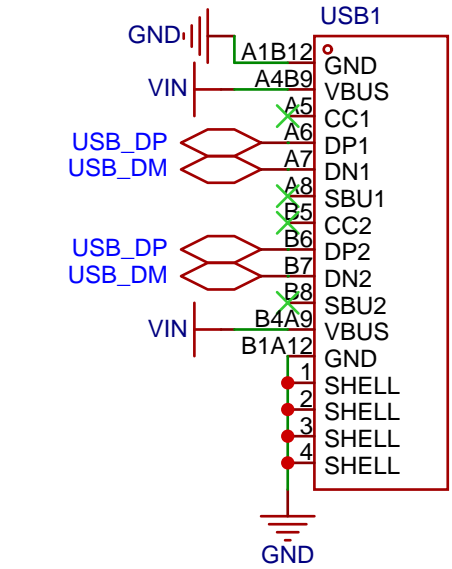 USB1
GND
A1B12 GND
VIN A4B9 VBUS
A5 CC1
USB_DP A6 DP1
USB_DM A7 DN1
A8 SBU1
B5 CC2
USB_DP B6 DP2
USB_DM B7 DN2
B8 SBU2
VIN B4A9 VBUS
B1A12 GND
1 SHELL
2 SHELL
3 SHELL
4 SHELL
GND